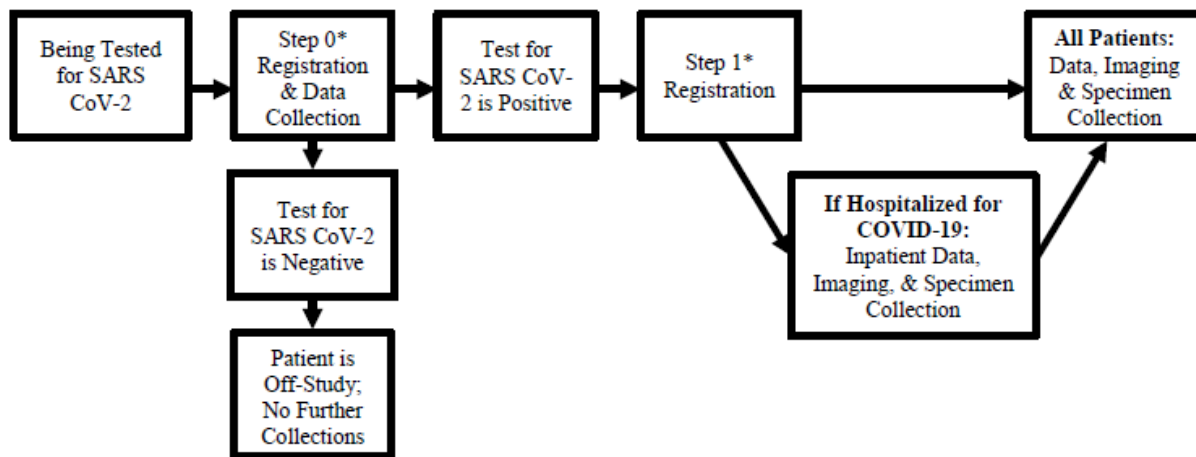 Being Tested
for SARS
CoV-2
Step 0*
Registration
& Data
Collection
Test for
SARS CoV-
2 is Positive
Step 1*
Registration
All Patients:
Data, Imaging
& Specimen
Collection
Test for
SARS CoV-2
is Negative
If Hospitalized for
COVID-19:
Inpatient Data,
Imaging, & Specimen
Collection
Patient is
Off-Study;
No Further
Collections